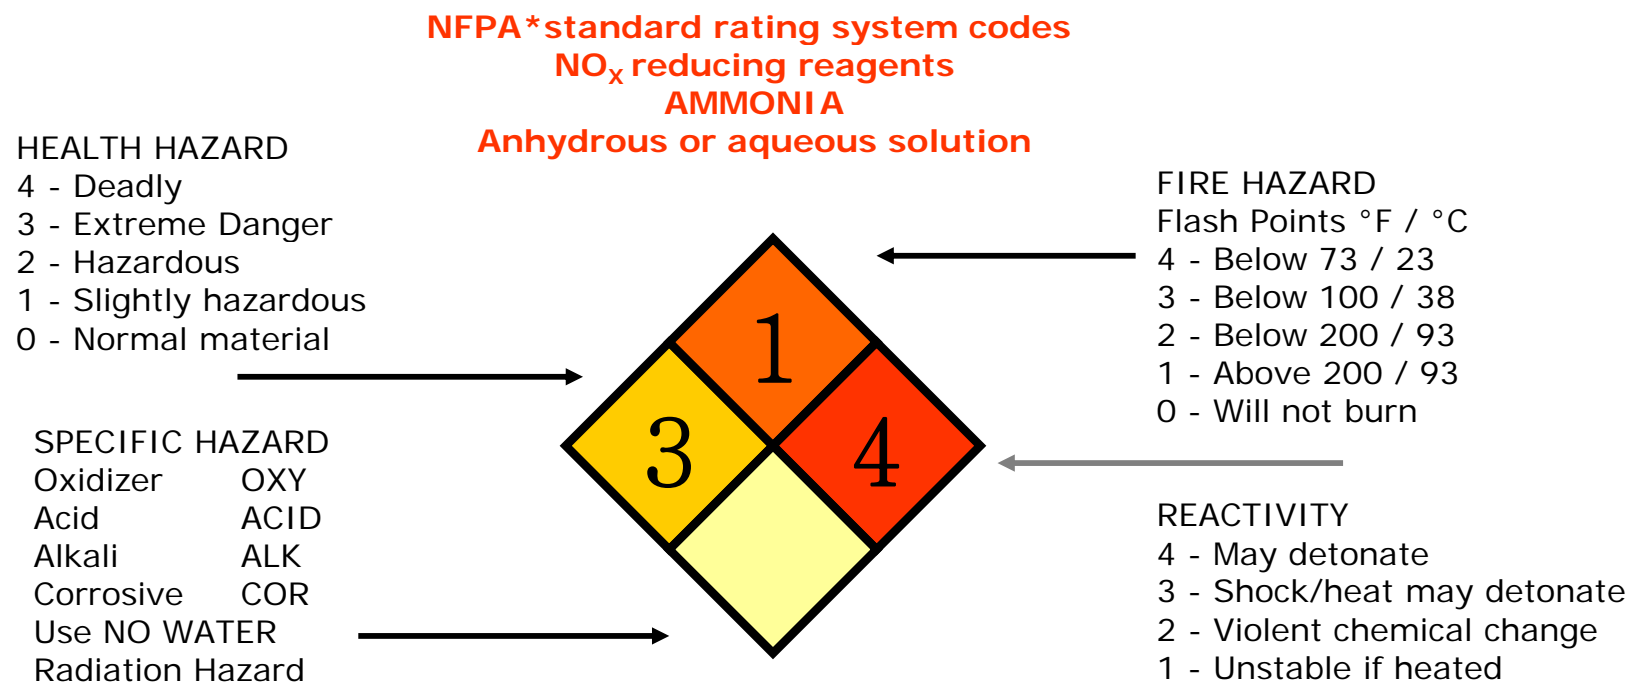 NFPA*standard rating system codes
NOX reducing reagents
AMMONIA
Anhydrous or aqueous solution
HEALTH HAZARD
4 - Deadly
3 - Extreme Danger
2 - Hazardous
1 - Slightly hazardous
0 - Normal material
SPECIFIC HAZARD
Oxidizer OXY
Acid ACID
Alkali ALK
Corrosive COR
Use NO WATER
Radiation Hazard
1
3 4
FIRE HAZARD
Flash Points °F / °C
4 - Below 73 / 23
3 - Below 100 / 38
2 - Below 200 / 93
1 - Above 200 / 93
0 - Will not burn
REACTIVITY
4 - May detonate
3 - Shock/heat may detonate
2 - Violent chemical change
1 - Unstable if heated